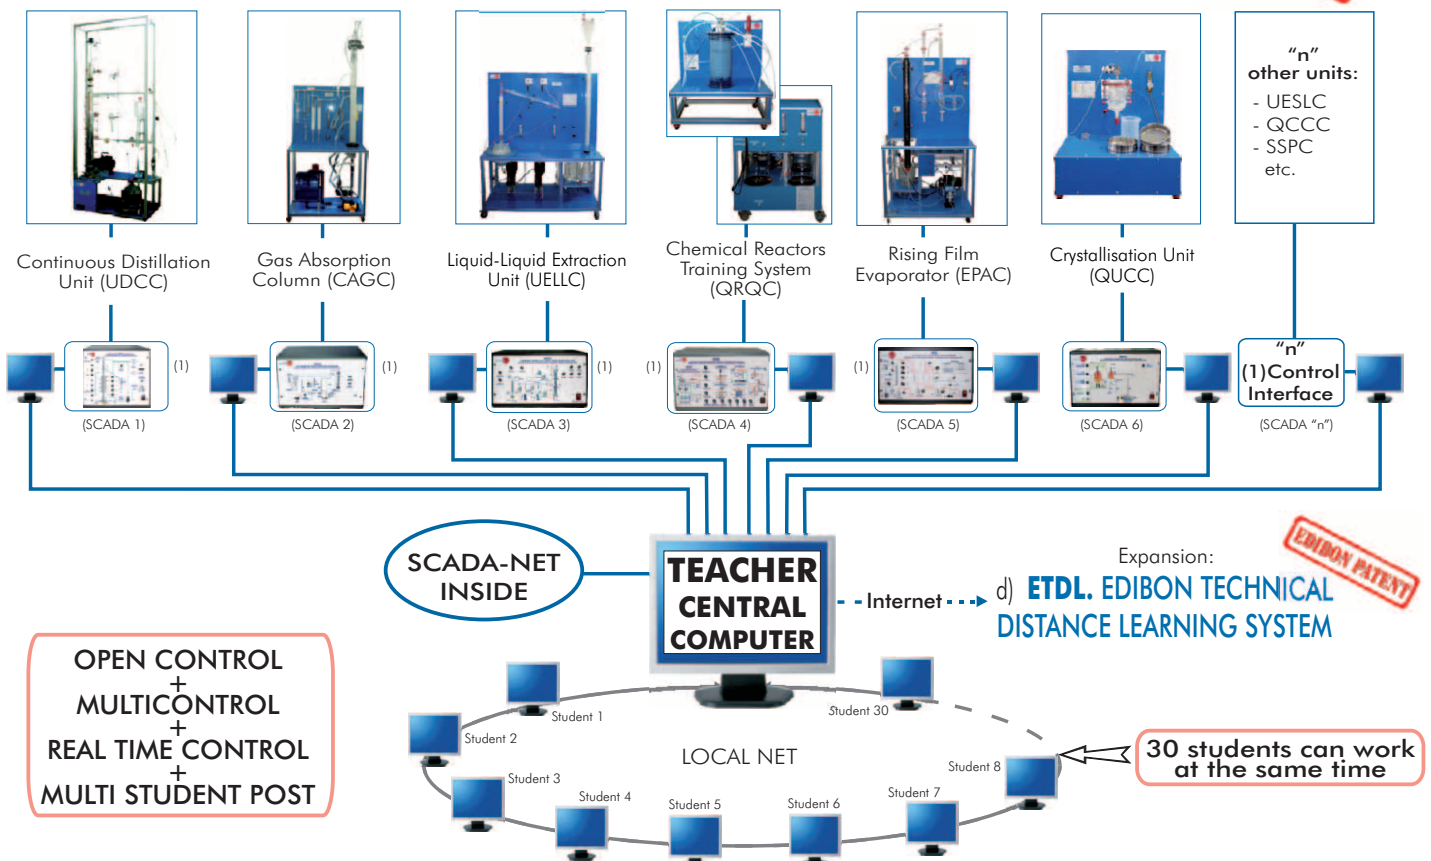 “n”
other units:
- UESLC
- QCCC
- SSPC
etc.
Continuous Distillation
Unit (UDCC)
Gas Absorption
Column (CAGC)
Liquid-Liquid Extraction
Unit (UELLC)
Chemical Reactors
Training System
(QRQC)
Rising Film
Evaporator (EPAC)
Crystallisation Unit
(QUCC)
(1)
(1)
(1)
(1)
(1)
(1)
“n”
(1)Control
Interface
(SCADA 1)
(SCADA 2)
(SCADA 3)
(SCADA 4)
(SCADA 5)
(SCADA 6)
(SCADA “n”)
SCADA-NET
INSIDE
TEACHER
CENTRAL
COMPUTER
Internet
Expansion:
d) ETDL. EDIBON TECHNICAL
DISTANCE LEARNING SYSTEM
EDIBON PATENT
OPEN CONTROL
+
MULTICONTROL
+
REAL TIME CONTROL
+
MULTI STUDENT POST
Student 1
Student 2
Student 3
Student 4
Student 5
Student 6
Student 7
Student 8
Student 30
LOCAL NET
30 students can work
at the same time